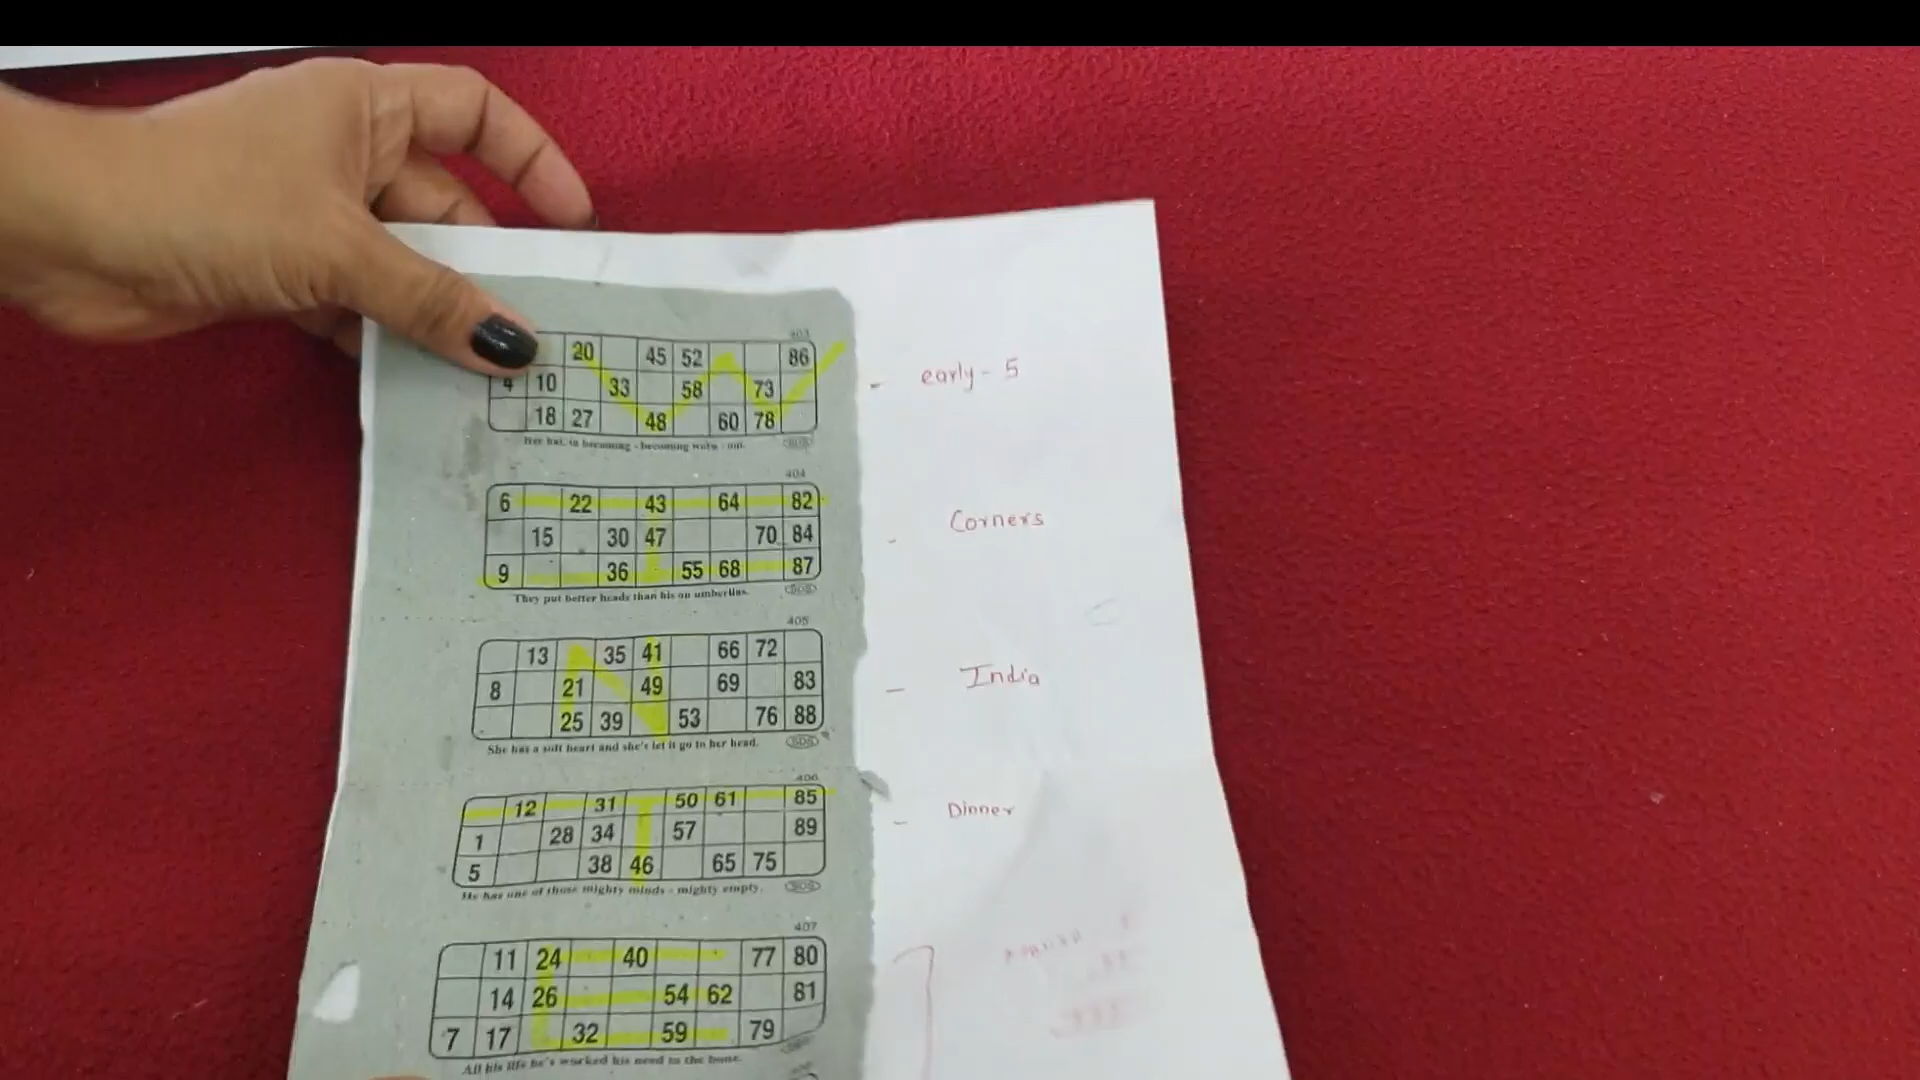 403
20 45 52 86
4 10 33 58 73
18 27 48 60 78
- early - 5
SDS
404
6 22 43 64 82
15 30 47 70 84
9 36 55 68 87
- Corners
They put better heads than his on umberllas.
SDS
405
13 35 41 66 72
8 21 49 69 83
25 39 53 76 88
- India
She has a soft heart and she's let it go to her head.
SDS
406
12 31 50 61 85
1 28 34 57 89
5 38 46 65 75
- Dinner
He has one of those mighty minds - mighty empty.
SDS
407
11 24 40 77 80
14 26 54 62 81
7 17 32 59 79
All his life he's worked his need to the bone.